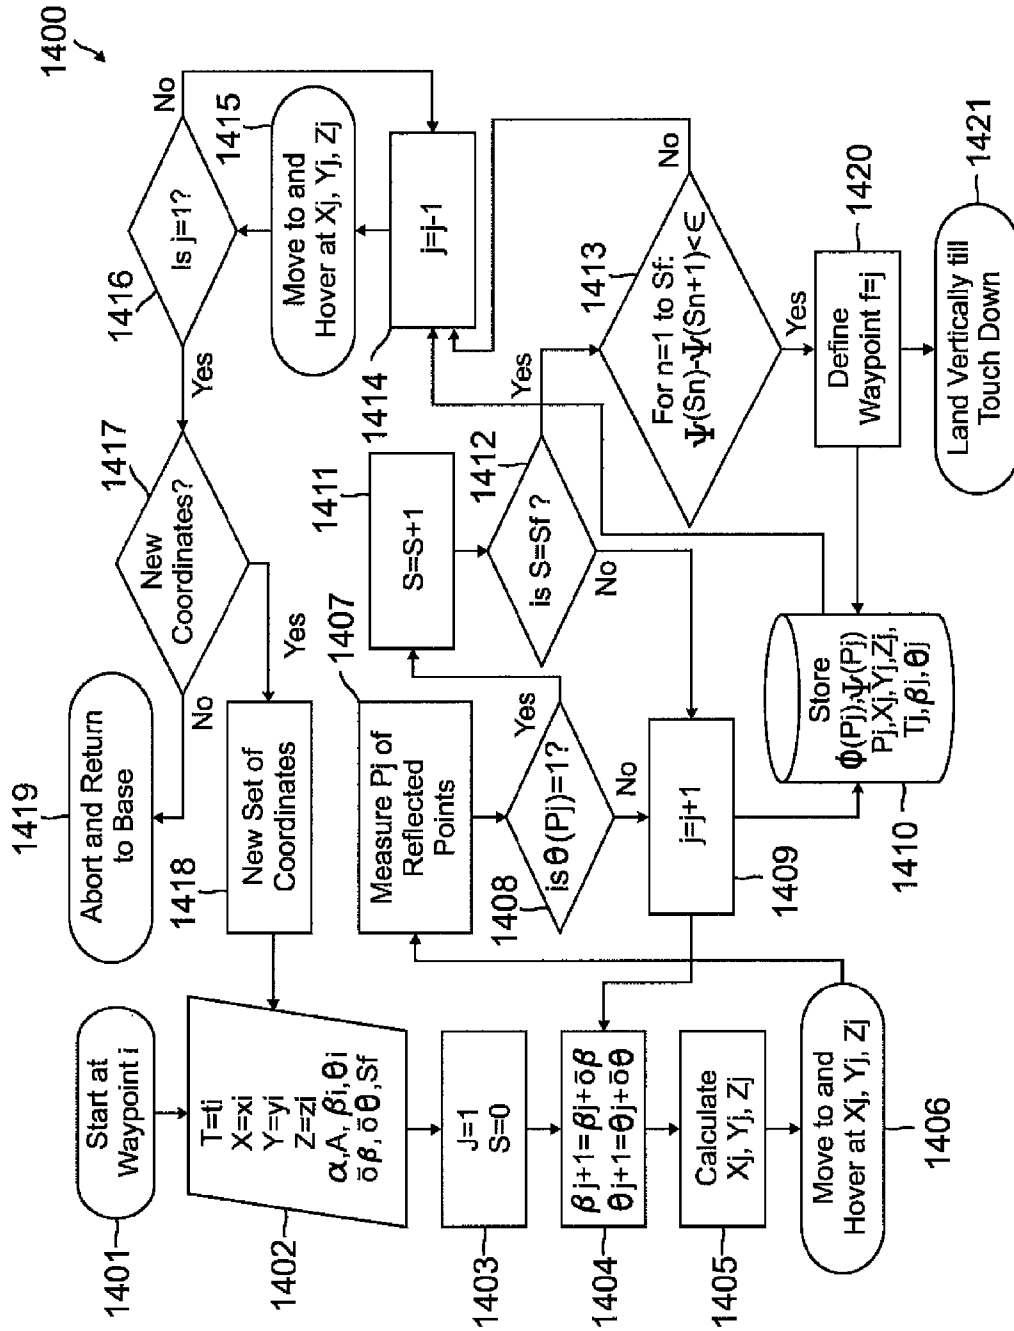 1400
1401
Start at
Waypoint i
1402
T=ti
X=xi
Y=yi
Z=zi
α,A, βi,θi
δβ, δθ,Sf
1403
J=1
S=0
1404
βj+1=βj+δβ
θj+1=θj+δθ
1405
Calculate
Xj, Yj, Zj
1406
Move to and
Hover at Xj, Yj, Zj
1407
Measure Pj of
Reflected
Points
1408
is θ(Pj)=1?
Yes
No
1409
j=j+1
1410
Store
Φ(Pj),Ψ(Pj)
Pj,Xj,Yj,Zj,
Tj,βj,θj
1411
S=S+1
1412
is S=Sf ?
Yes
No
1413
For n=1 to Sf:
Ψ(Sn)-Ψ(Sn+1)<ϵ
No
Yes
1414
j=j-1
1415
Move to and
Hover at Xj, Yj, Zj
1416
Is j=1?
No
Yes
1417
New
Coordinates?
No
Yes
1418
New Set of
Coordinates
1419
Abort and Return
to Base
1420
Define
Waypoint f=j
1421
Land Vertically till
Touch Down